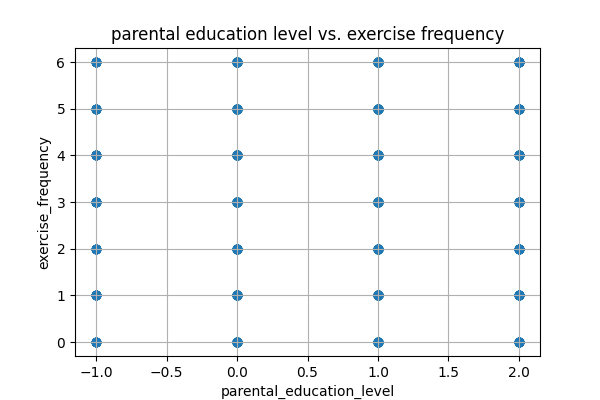 parental education level vs. exercise frequency
6
5
4
3
2
1
0
exercise_frequency
−1.0 −0.5 0.0 0.5 1.0 1.5 2.0
parental_education_level